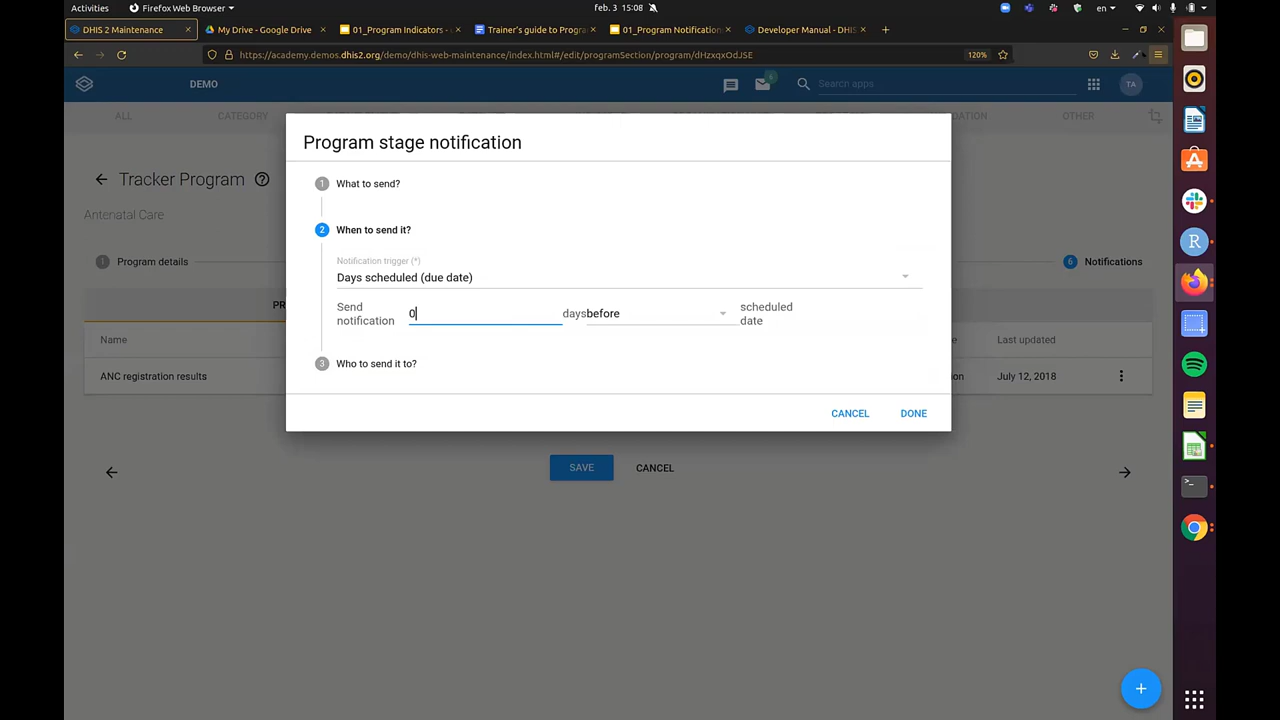 Activities
Firefox Web Browser
feb. 3 15:08
en
DHIS 2 Maintenance
My Drive - Google Drive
01_Program Indicators -
Trainer's guide to Progra
01_Program Notification
Developer Manual - DHIS
https://academy.demos.dhis2.org/demo/dhis-web-maintenance/index.html#/edit/programSection/program/dHzxqxOdJSE
120%
DEMO
6
Search apps
TA
ALL
CATEGORY
OTHER
Tracker Program
Antenatal Care
1 Program details
6 Notifications
PR
Name
Last updated
ANC registration results
July 12, 2018
Program stage notification
1 What to send?
2 When to send it?
Notification trigger (*)
Days scheduled (due date)
Send notification 0 days before scheduled date
3 Who to send it to?
CANCEL
DONE
SAVE
CANCEL